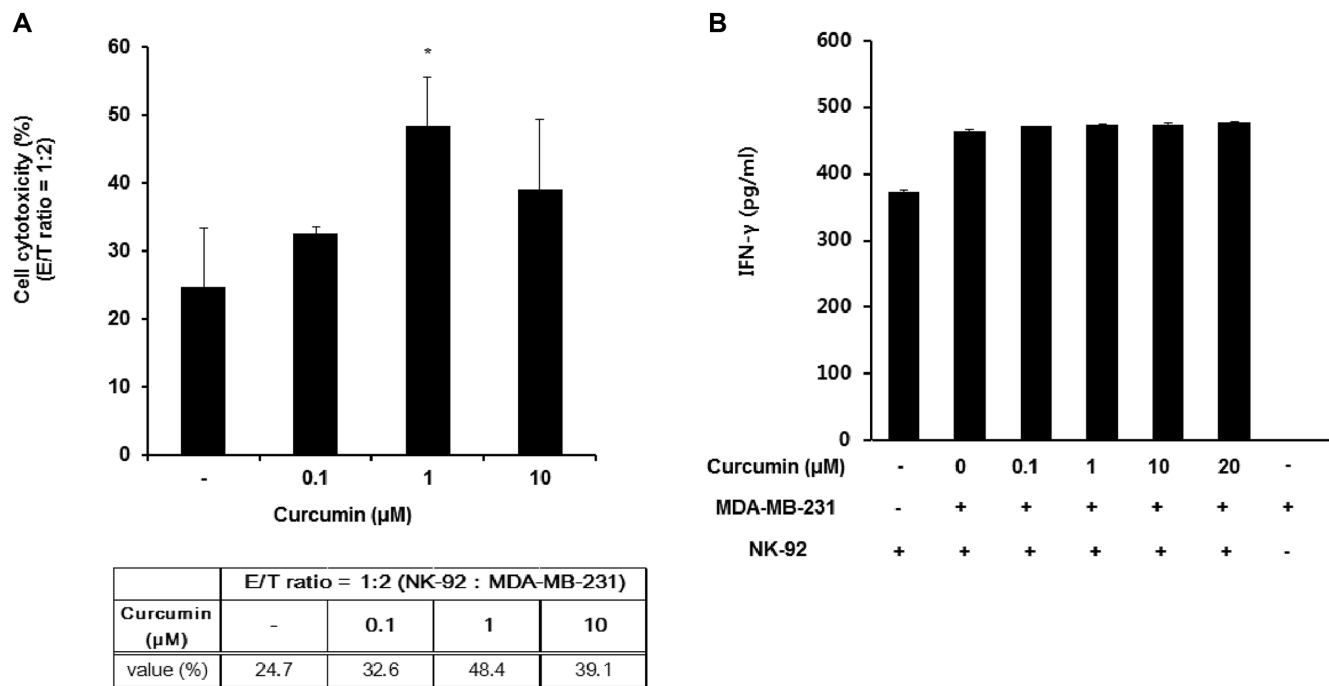 A
Cell cytotoxicity (%)
(E/T ratio = 1:2)
60
50
40
30
20
10
0
*
- 0.1 1 10
Curcumin (µM)
E/T ratio = 1:2 (NK-92 : MDA-MB-231)
Curcumin
(µM) - 0.1 1 10
value (%) 24.7 32.6 48.4 39.1
B
IFN-γ (pg/ml)
600
500
400
300
200
100
0
Curcumin (µM) - 0 0.1 1 10 20 -
MDA-MB-231 - + + + + + +
NK-92 + + + + + + -